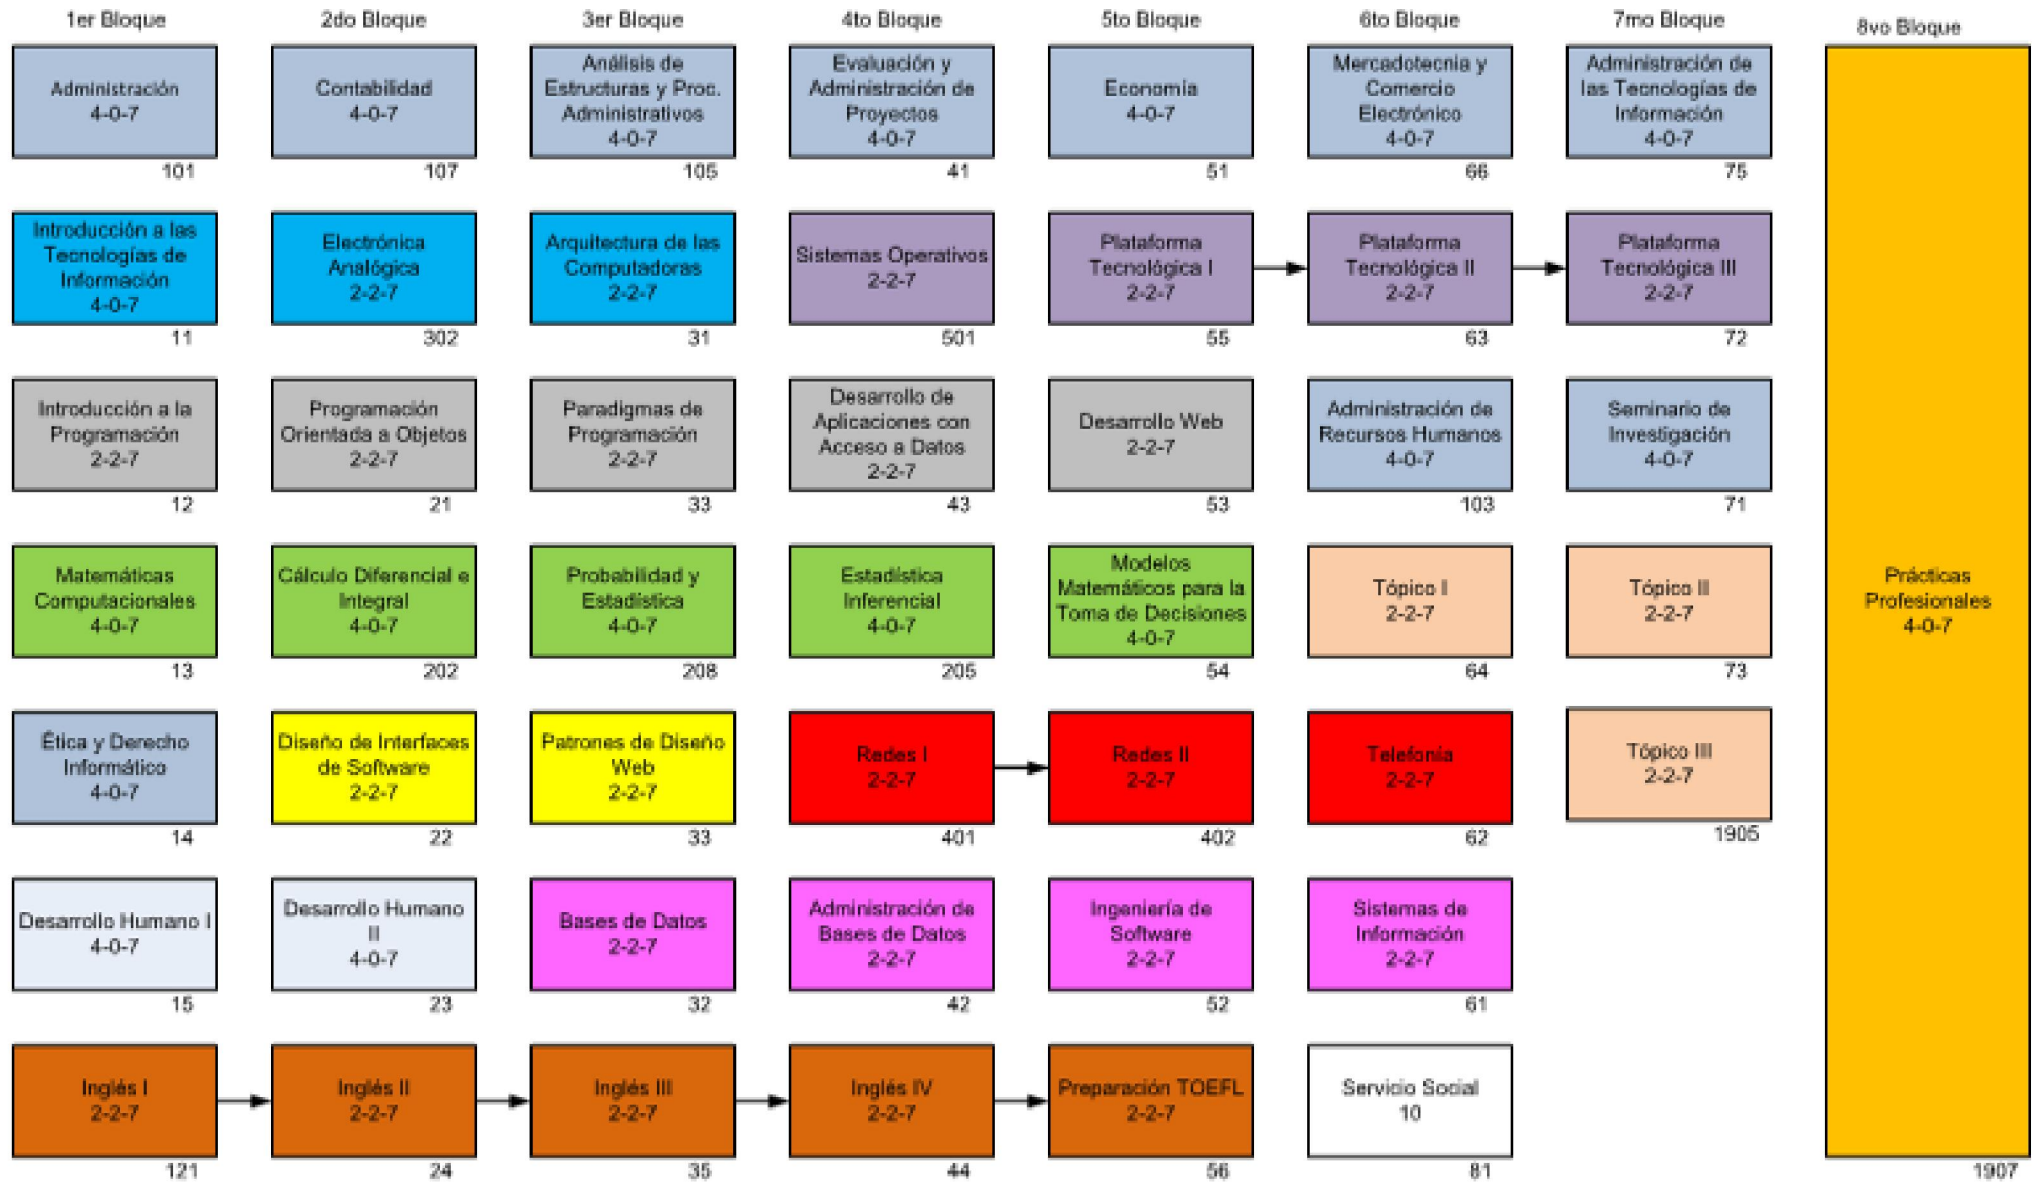 1er Bloque
2do Bloque
3er Bloque
4to Bloque
5to Bloque
6to Bloque
7mo Bloque
8vo Bloque
Administración
4-0-7
101
Contabilidad
4-0-7
107
Análisis de
Estructuras y Proc.
Administrativos
4-0-7
105
Evaluación y
Administración de
Proyectos
4-0-7
41
Economía
4-0-7
51
Mercadotecnia y
Comercio
Electrónico
4-0-7
66
Administración de
las Tecnologías de
Información
4-0-7
75
Introducción a las
Tecnologías de
Información
4-0-7
11
Electrónica
Analógica
2-2-7
302
Arquitectura de las
Computadoras
2-2-7
31
Sistemas Operativos
2-2-7
501
Plataforma
Tecnológica I
2-2-7
55
Plataforma
Tecnológica II
2-2-7
63
Plataforma
Tecnológica III
2-2-7
72
Introducción a la
Programación
2-2-7
12
Programación
Orientada a Objetos
2-2-7
21
Paradigmas de
Programación
2-2-7
33
Desarrollo de
Aplicaciones con
Acceso a Datos
2-2-7
43
Desarrollo Web
2-2-7
53
Administración de
Recursos Humanos
4-0-7
103
Seminario de
Investigación
4-0-7
71
Matemáticas
Computacionales
4-0-7
13
Cálculo Diferencial e
Integral
4-0-7
202
Probabilidad y
Estadística
4-0-7
208
Estadística
Inferencial
4-0-7
205
Modelos
Matemáticos para la
Toma de Decisiones
4-0-7
54
Tópico I
2-2-7
64
Tópico II
2-2-7
73
Prácticas
Profesionales
4-0-7
Ética y Derecho
Informático
4-0-7
14
Diseño de Interfaces
de Software
2-2-7
22
Patrones de Diseño
Web
2-2-7
33
Redes I
2-2-7
401
Redes II
2-2-7
402
Telefonía
2-2-7
62
Tópico III
2-2-7
1905
Desarrollo Humano I
4-0-7
15
Desarrollo Humano
II
4-0-7
23
Bases de Datos
2-2-7
32
Administración de
Bases de Datos
2-2-7
42
Ingeniería de
Software
2-2-7
52
Sistemas de
Información
2-2-7
61
Inglés I
2-2-7
121
Inglés II
2-2-7
24
Inglés III
2-2-7
35
Inglés IV
2-2-7
44
Preparación TOEFL
2-2-7
56
Servicio Social
10
81
1907